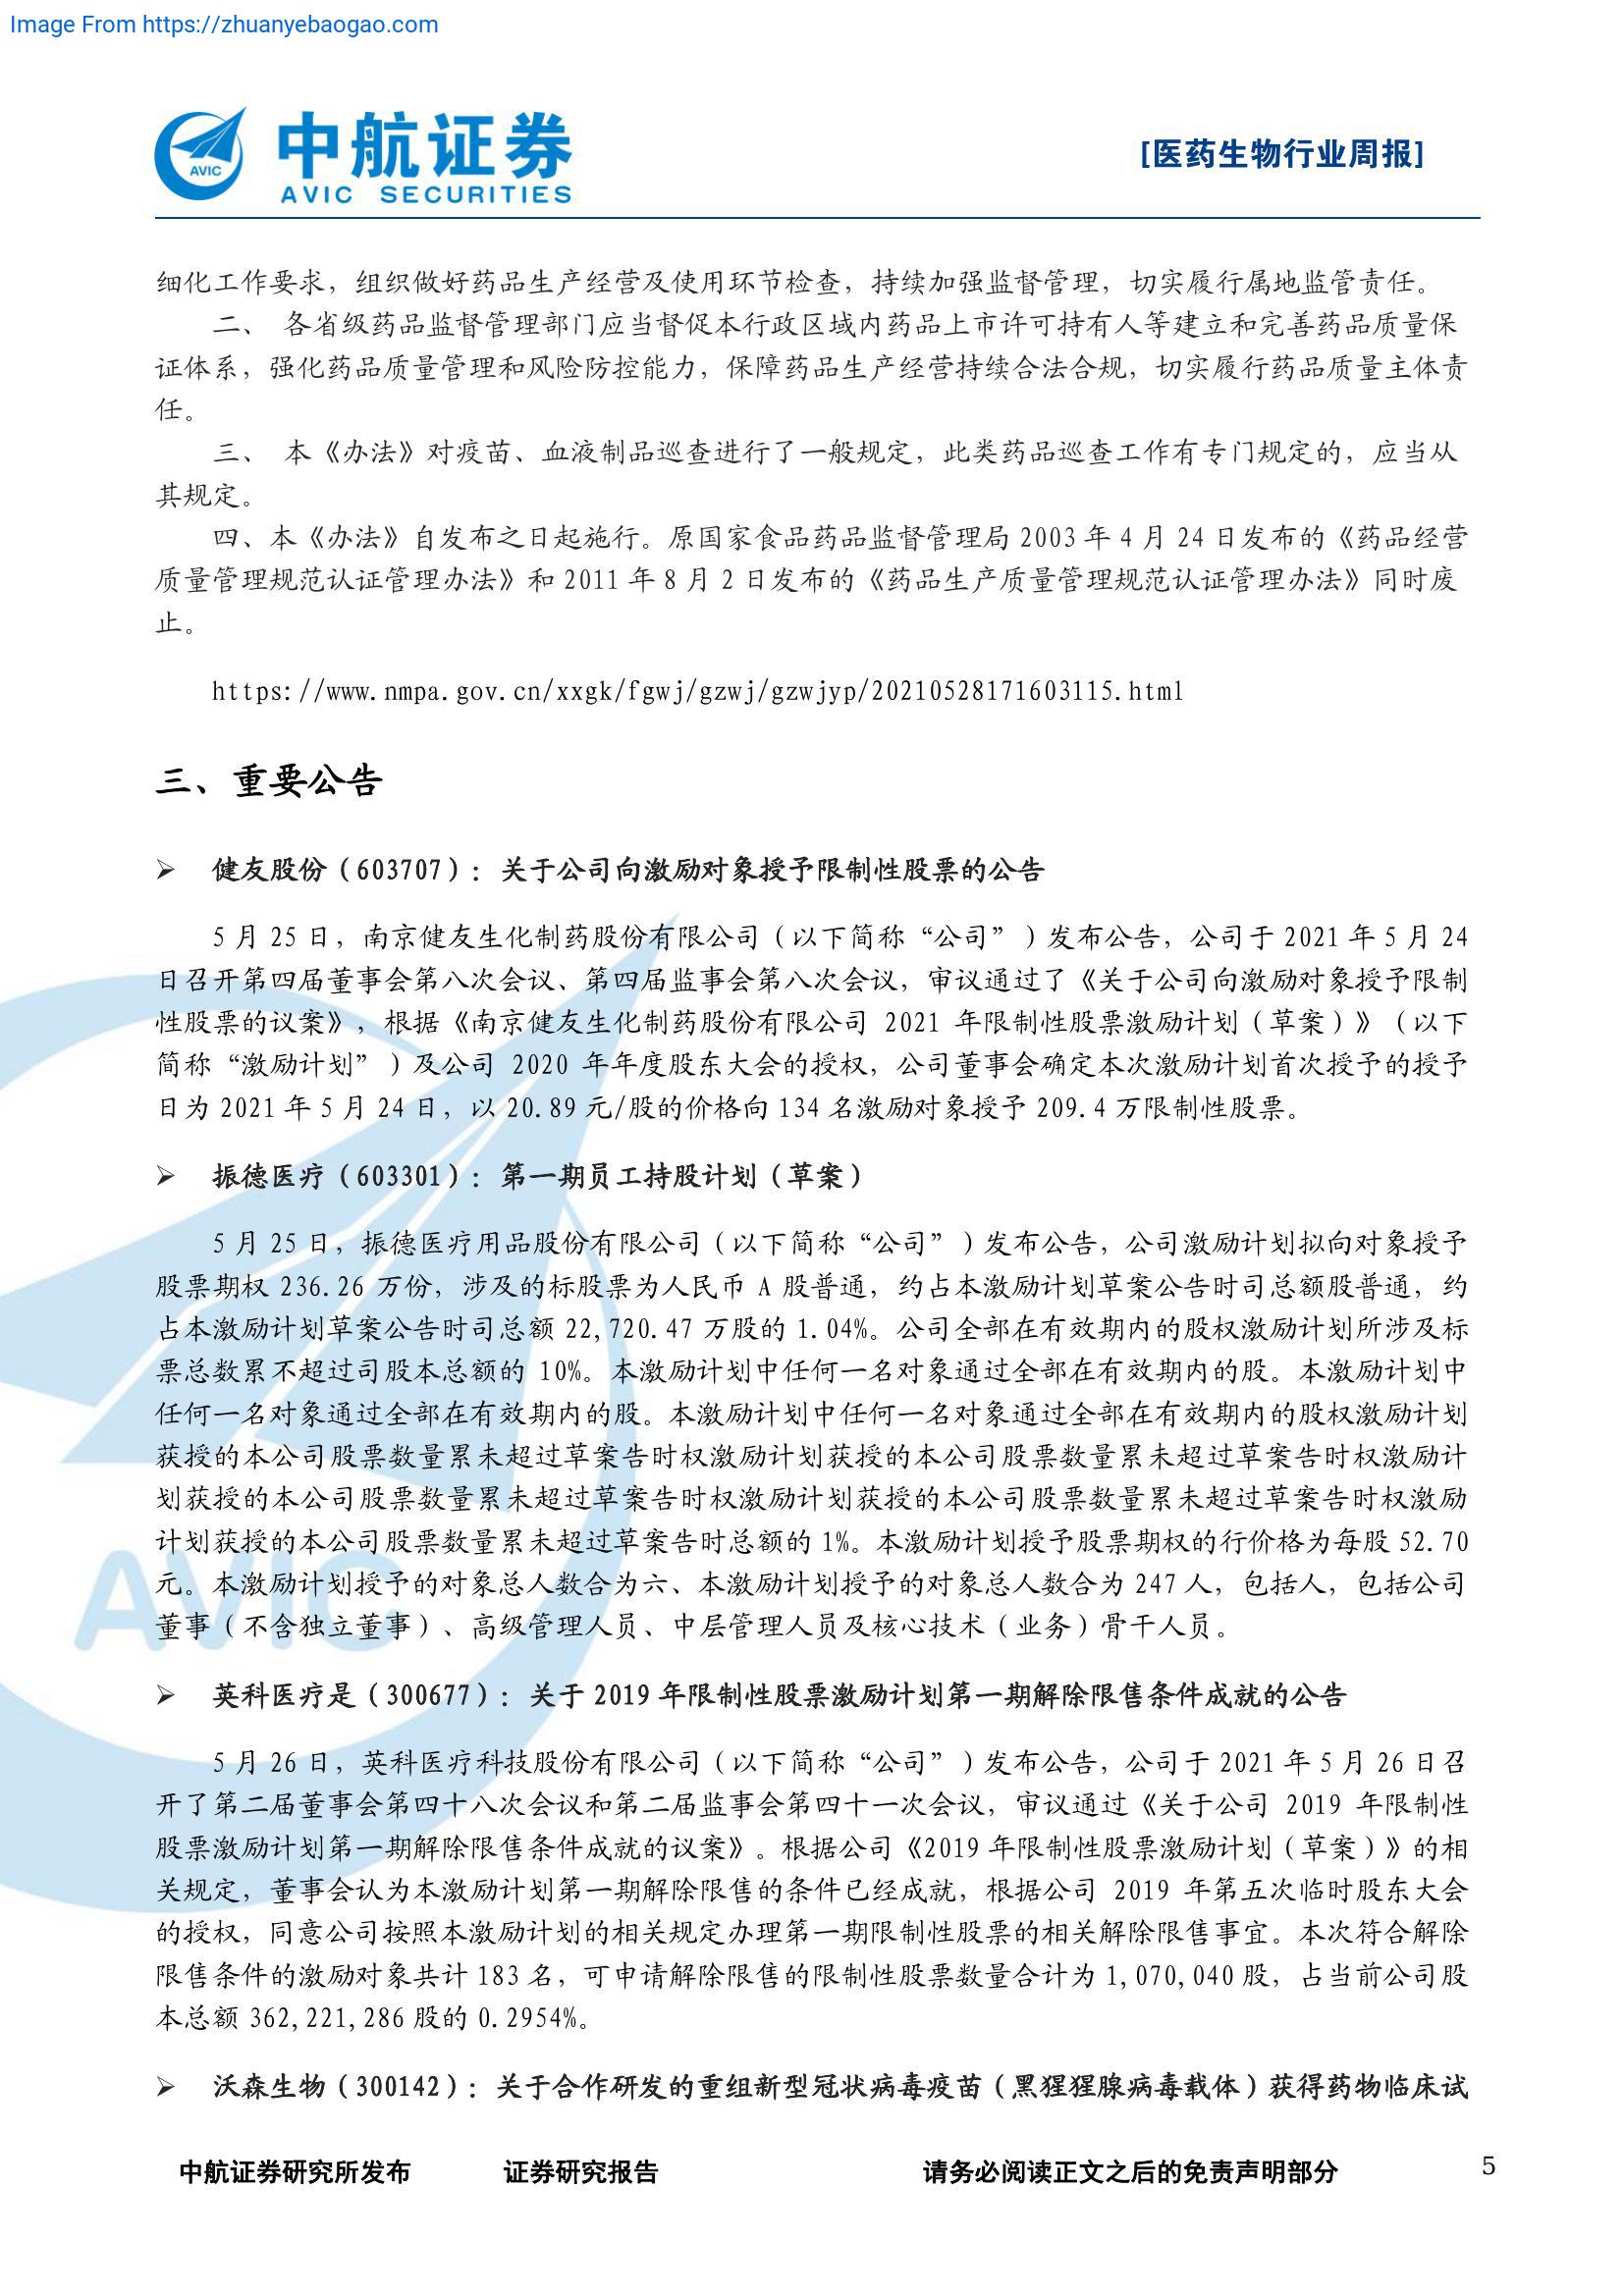 Image From https://zhuanyebaogao.com
AVIC
中航证券
AVIC SECURITIES
[医药生物行业周报]
细化工作要求，组织做好药品生产经营及使用环节检查，持续加强监督管理，切实履行属地监管责任。
二、 各省级药品监督管理部门应当督促本行政区域内药品上市许可持有人等建立和完善药品质量保
证体系，强化药品质量管理和风险防控能力，保障药品生产经营持续合法合规，切实履行药品质量主体责
任。
三、 本《办法》对疫苗、血液制品巡查进行了一般规定，此类药品巡查工作有专门规定的，应当从
其规定。
四、本《办法》自发布之日起施行。原国家食品药品监督管理局 2003 年 4 月 24 日发布的《药品经营
质量管理规范认证管理办法》和 2011 年 8 月 2 日发布的《药品生产质量管理规范认证管理办法》同时废
止。
https://www.nmpa.gov.cn/xxgk/fgwj/gzwj/gzwjyp/20210528171603115.html
三、重要公告
➢ 健友股份（603707）：关于公司向激励对象授予限制性股票的公告
5 月 25 日，南京健友生化制药股份有限公司（以下简称“公司”）发布公告，公司于 2021 年 5 月 24
日召开第四届董事会第八次会议、第四届监事会第八次会议，审议通过了《关于公司向激励对象授予限制
性股票的议案》，根据《南京健友生化制药股份有限公司 2021 年限制性股票激励计划（草案）》（以下
简称“激励计划”）及公司 2020 年年度股东大会的授权，公司董事会确定本次激励计划首次授予的授予
日为 2021 年 5 月 24 日，以 20.89 元/股的价格向 134 名激励对象授予 209.4 万限制性股票。
➢ 振德医疗（603301）：第一期员工持股计划（草案）
5 月 25 日，振德医疗用品股份有限公司（以下简称“公司”）发布公告，公司激励计划拟向对象授予
股票期权 236.26 万份，涉及的标股票为人民币 A 股普通，约占本激励计划草案公告时司总额股普通，约
占本激励计划草案公告时司总额 22,720.47 万股的 1.04%。公司全部在有效期内的股权激励计划所涉及标
票总数累不超过司股本总额的 10%。本激励计划中任何一名对象通过全部在有效期内的股。本激励计划中
任何一名对象通过全部在有效期内的股。本激励计划中任何一名对象通过全部在有效期内的股权激励计划
获授的本公司股票数量累未超过草案告时权激励计划获授的本公司股票数量累未超过草案告时权激励计
划获授的本公司股票数量累未超过草案告时权激励计划获授的本公司股票数量累未超过草案告时权激励
计划获授的本公司股票数量累未超过草案告时总额的 1%。本激励计划授予股票期权的行价格为每股 52.70
元。本激励计划授予的对象总人数合为六、本激励计划授予的对象总人数合为 247 人，包括人，包括公司
董事（不含独立董事）、高级管理人员、中层管理人员及核心技术（业务）骨干人员。
➢ 英科医疗是（300677）：关于 2019 年限制性股票激励计划第一期解除限售条件成就的公告
5 月 26 日，英科医疗科技股份有限公司（以下简称“公司”）发布公告，公司于 2021 年 5 月 26 日召
开了第二届董事会第四十八次会议和第二届监事会第四十一次会议，审议通过《关于公司 2019 年限制性
股票激励计划第一期解除限售条件成就的议案》。根据公司《2019 年限制性股票激励计划（草案）》的相
关规定，董事会认为本激励计划第一期解除限售的条件已经成就，根据公司 2019 年第五次临时股东大会
的授权，同意公司按照本激励计划的相关规定办理第一期限制性股票的相关解除限售事宜。本次符合解除
限售条件的激励对象共计 183 名，可申请解除限售的限制性股票数量合计为 1,070,040 股，占当前公司股
本总额 362,221,286 股的 0.2954%。
➢ 沃森生物（300142）：关于合作研发的重组新型冠状病毒疫苗（黑猩猩腺病毒载体）获得药物临床试
AVIC
中航证券研究所发布 证券研究报告 请务必阅读正文之后的免责声明部分 5